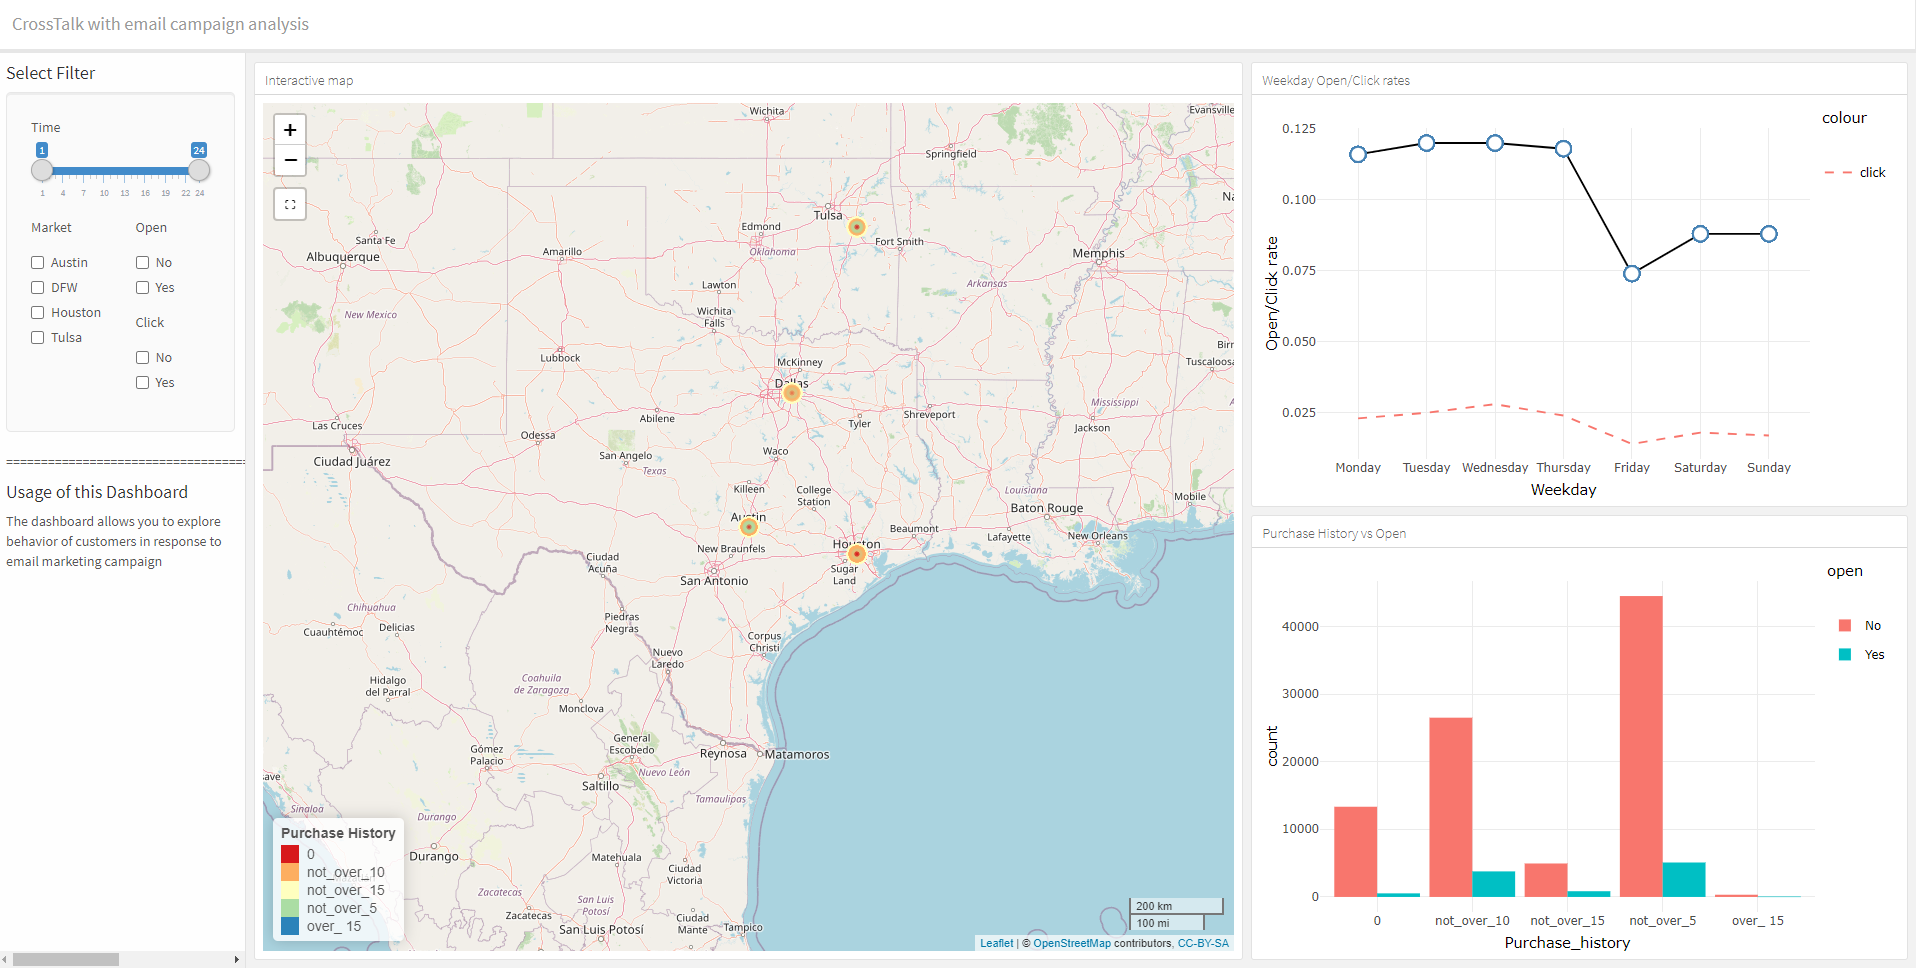 CrossTalk with email campaign analysis
Select Filter
Time
1
24
1 4 7 10 13 16 19 22 24
Market
Austin
DFW
Houston
Tulsa
Open
No
Yes
Click
No
Yes
==================================
Usage of this Dashboard
The dashboard allows you to explore
behavior of customers in response to
email marketing campaign
Interactive map
+
−
Wichita
Evansville
Springfield
Tulsa
Edmond
Oklahoma
Fort Smith
Santa Fe
Albuquerque
Amarillo
Memphis
Lawton
Arkansas
Wichita
Falls
New Mexico
Lubbock
McKinney
Dallas
Tuscaloosa
Abilene
Tyler
Shreveport
Mississippi
Jackson
Las Cruces
Odessa
Ciudad Juárez
San Angelo
Texas
Waco
Killeen
College
Station
Louisiana
Mobile
Baton Rouge
Austin
Beaumont
Lafayette
New Orleans
New Braunfels
Houston
Sugar
Land
Ciudad
Acuña
San Antonio
Chihuahua
Cuauhtémoc
Delicias
Piedras
Negras
Corpus
Christi
Nuevo
Laredo
Hidalgo
del Parral
Coahuila
de Zaragoza
Monclova
General
Escobedo
Gómez
Palacio
Reynosa
Matamoros
Nuevo León
Saltillo
Sinaloa
Durango
Tamaulipas
Durango
Matehuala
Ciudad
Victoria
Zacatecas
San Luis
Potosí
Zacatecas
Ciudad
Mante
Tampico
San Luis Potosí
Purchase History
0
not_over_10
not_over_15
not_over_5
over_ 15
200 km
100 mi
Leaflet | © OpenStreetMap contributors, CC-BY-SA
Weekday Open/Click rates
0.125
0.100
0.075
0.050
0.025
Open/Click rate
Monday Tuesday Wednesday Thursday Friday Saturday Sunday
Weekday
colour
click
Purchase History vs Open
40000
30000
20000
10000
0
count
0 not_over_10 not_over_15 not_over_5 over_ 15
Purchase_history
open
No
Yes